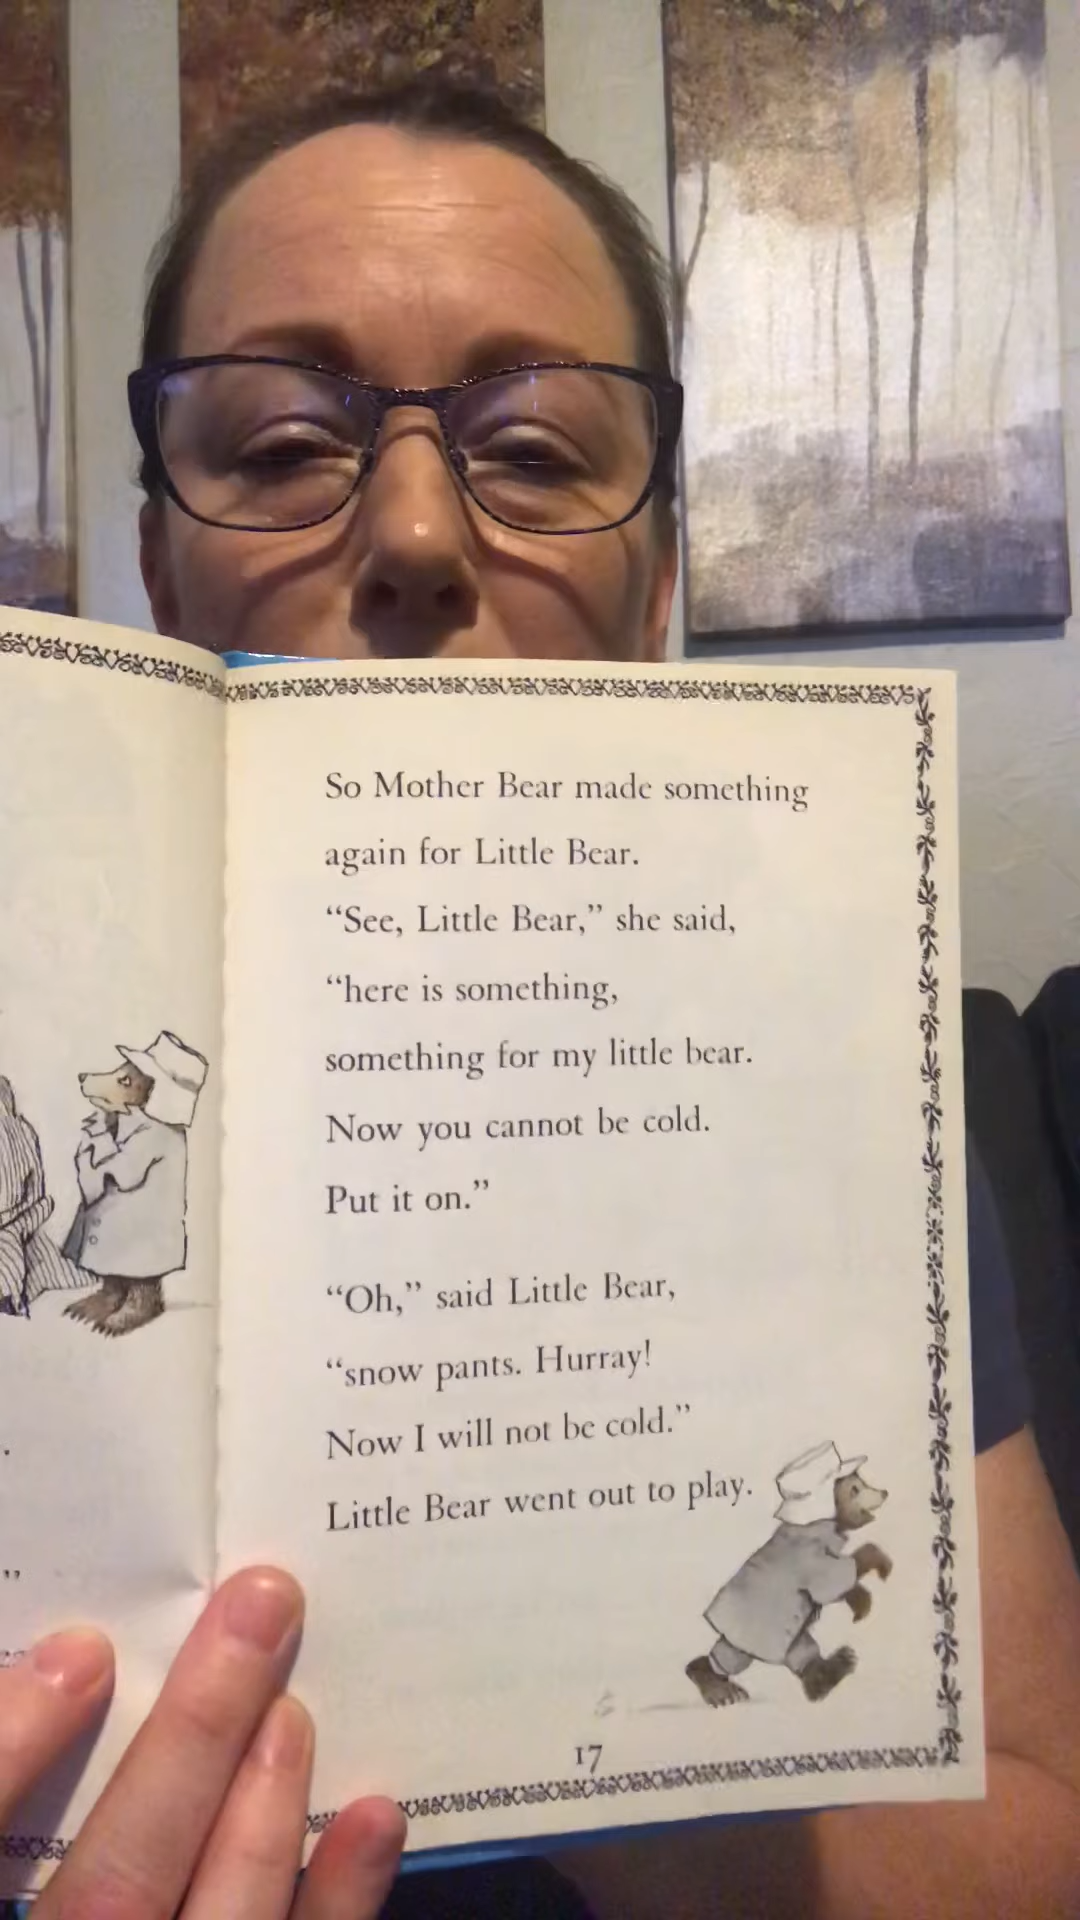 So Mother Bear made something
again for Little Bear.
“See, Little Bear,” she said,
“here is something,
something for my little bear.
Now you cannot be cold.
Put it on.”
“Oh,” said Little Bear,
“snow pants. Hurray!
Now I will not be cold.”
Little Bear went out to play.
17